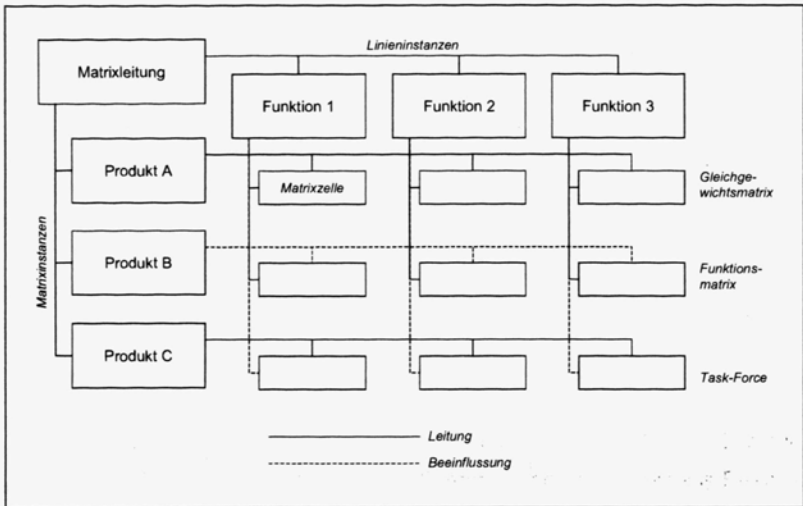 Linieninstanzen
Matrixleitung
Funktion 1
Funktion 2
Funktion 3
Matrixinstanzen
Produkt A
Matrixzelle
Gleichge-
wichtsmatrix
Produkt B
Funktions-
matrix
Produkt C
Task-Force
Leitung
Beeinflussung